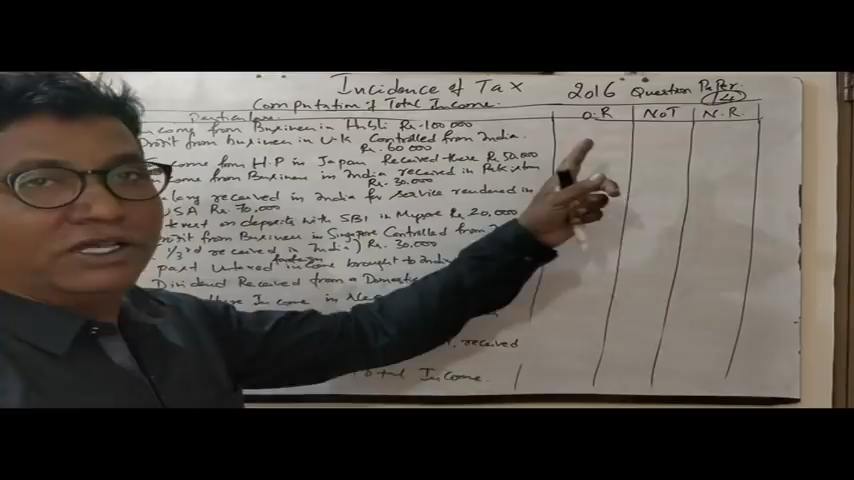 Incidence of Tax 2016 Question Paper
Computation of Total Income. (14)
Particulars O.R NOT N.R.
Income from Business in Hubli Rs. 100000
Profit from business in U.K Controlled from India.
Rs. 60000
Income from H.P in Japan Received there Rs 50,000
Income from Business in India received in Pakistan
Rs. 30,000
Salary received in India for service rendered in
USA Rs. 70,000
Interest on deposits with SBI in Mysore Rs 20,000
Profit from Business in Singapore Controlled from
1/3rd received in India) Rs. 30,000
past Untaxed foreign income brought to India
Dividend Received from a Domestic
Income in
received
Total Income.